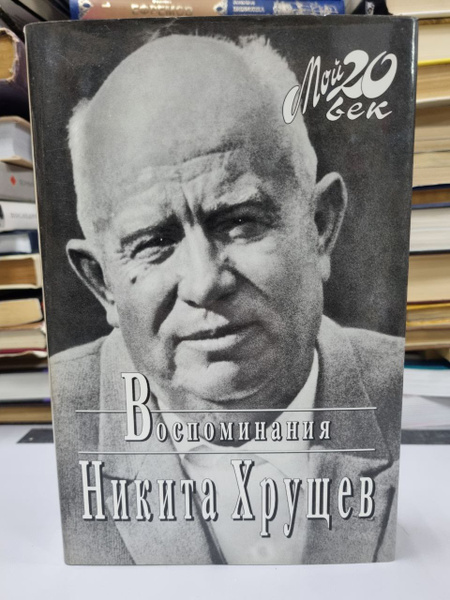 Мой 20
век
Воспоминания
Никита Хрущев